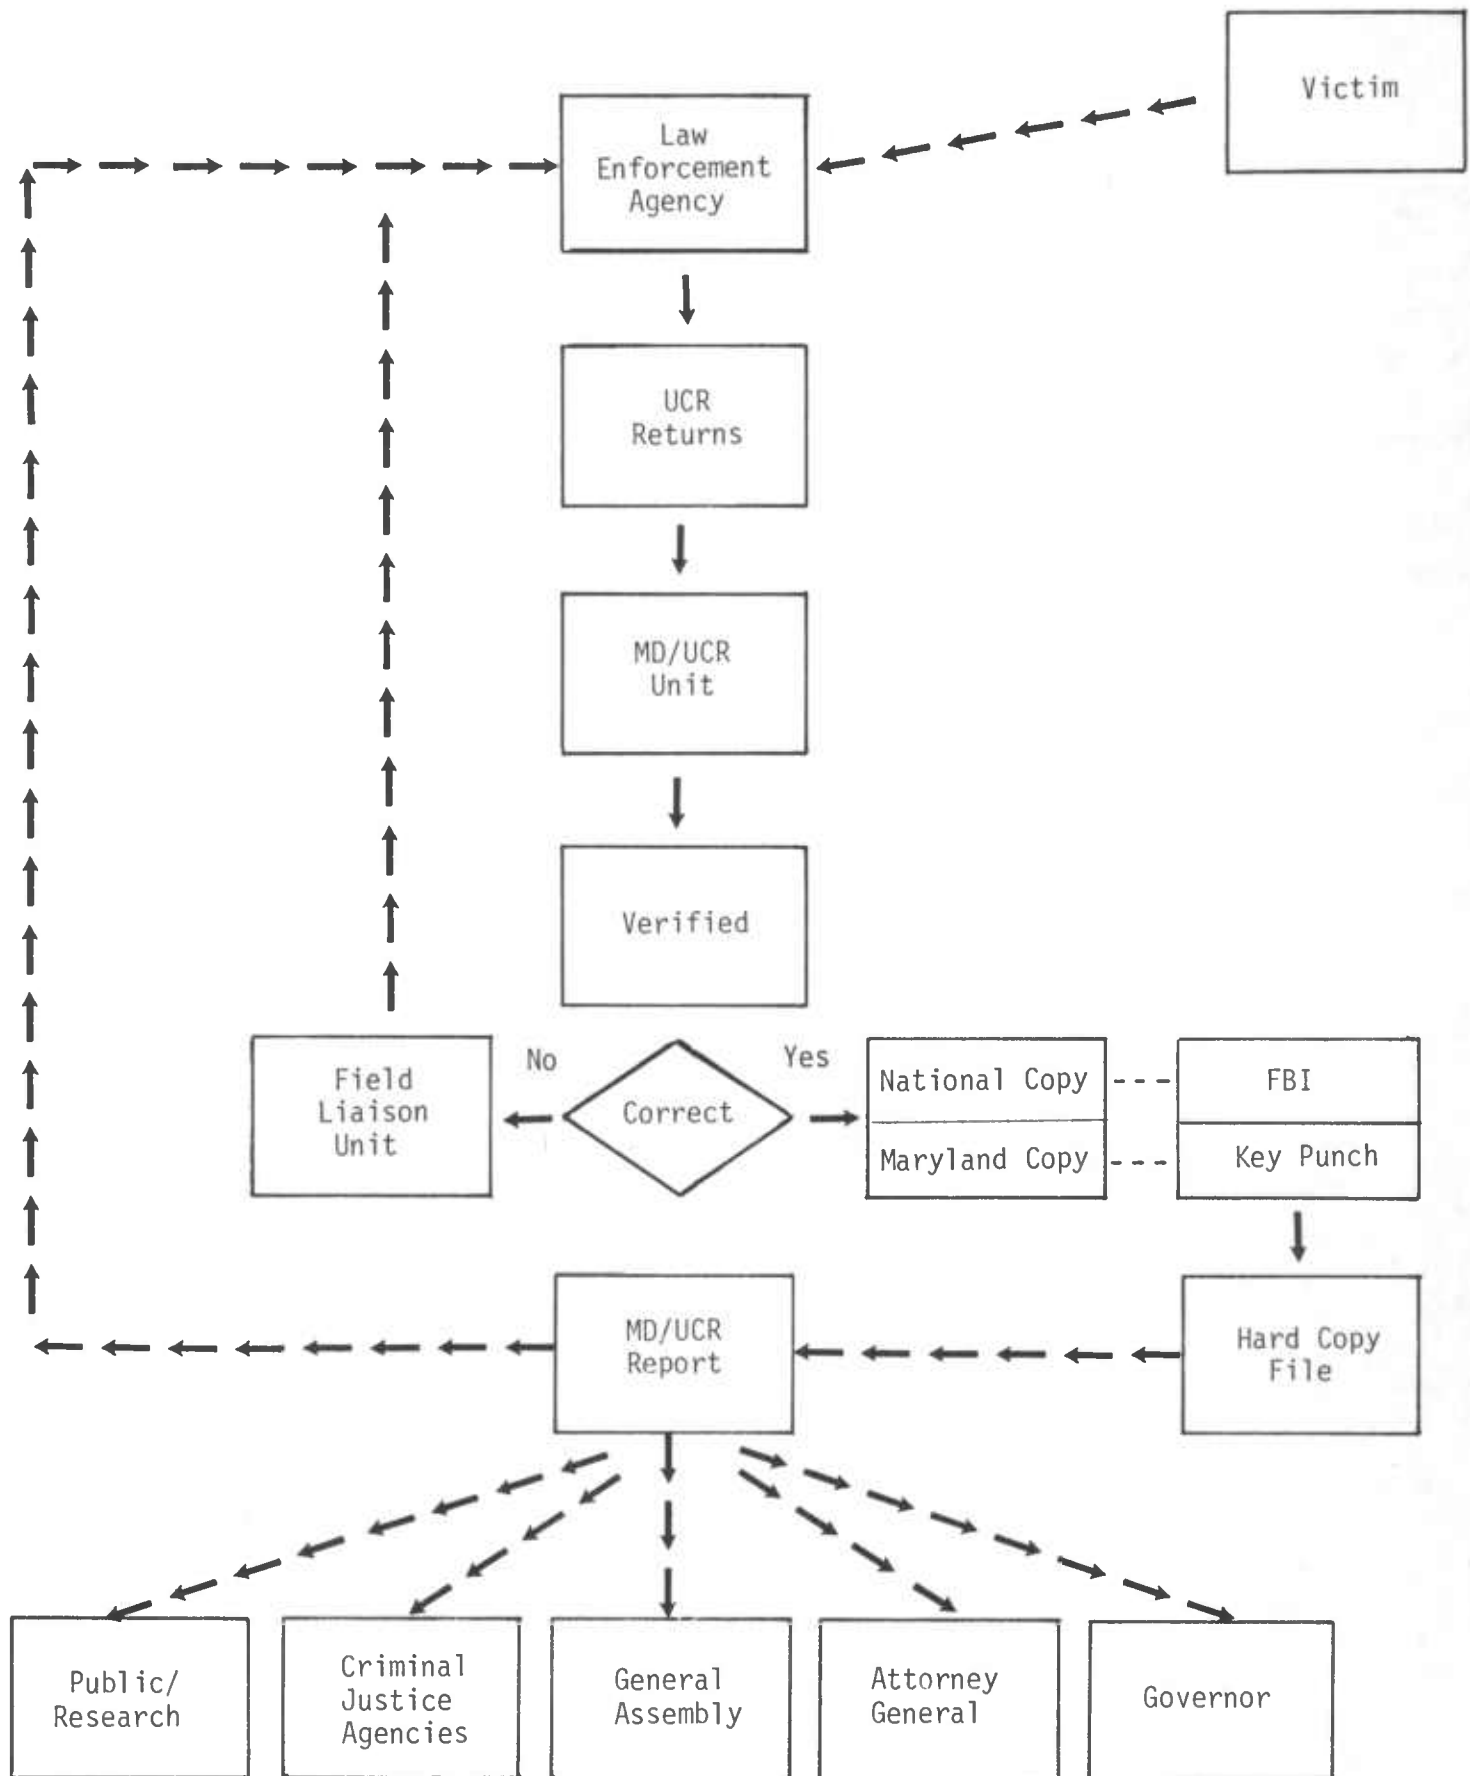 Victim
Law
Enforcement
Agency
UCR
Returns
MD/UCR
Unit
Verified
Field
Liaison
Unit
No
Correct
Yes
National Copy
Maryland Copy
FBI
Key Punch
MD/UCR
Report
Hard Copy
File
Public/
Research
Criminal
Justice
Agencies
General
Assembly
Attorney
General
Governor